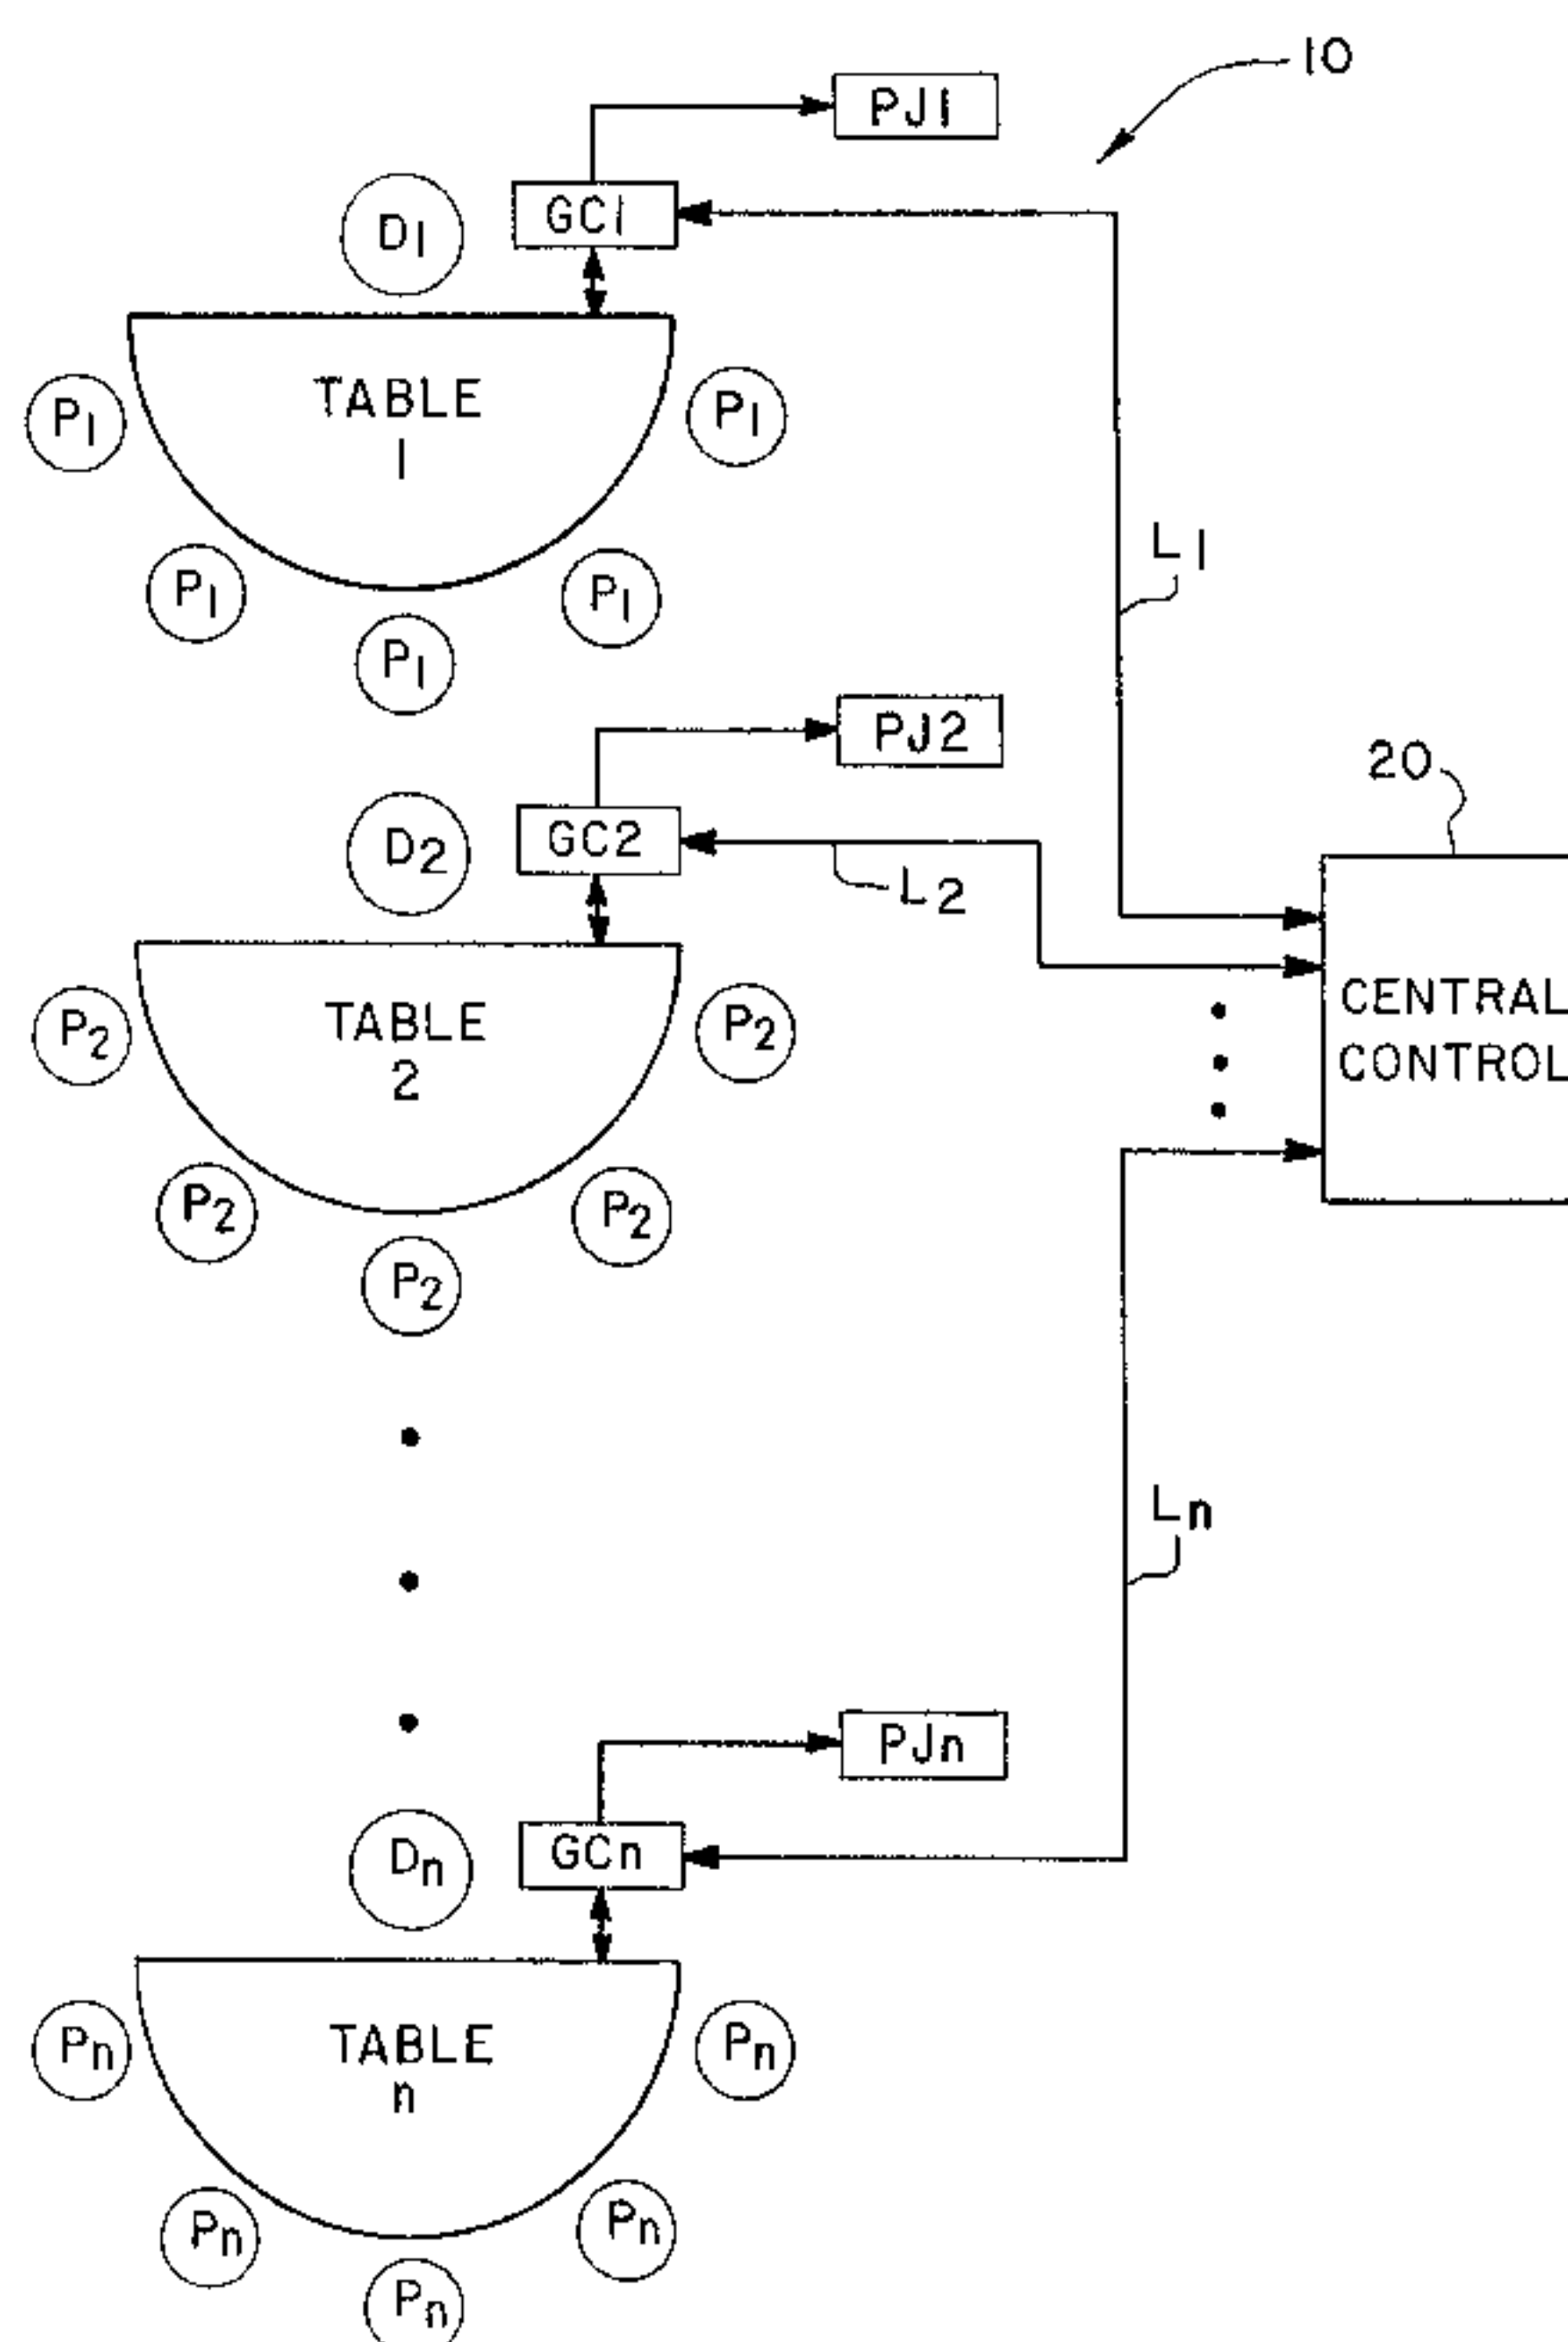 10
PJ1
GC1
D1
TABLE
1
P1
P1
P1
P1
P1
L1
PJ2
20
GC2
D2
L2
CENTRAL
CONTROL
TABLE
2
P2
P2
P2
P2
P2
Ln
PJn
GCn
Dn
TABLE
n
Pn
Pn
Pn
Pn
Pn